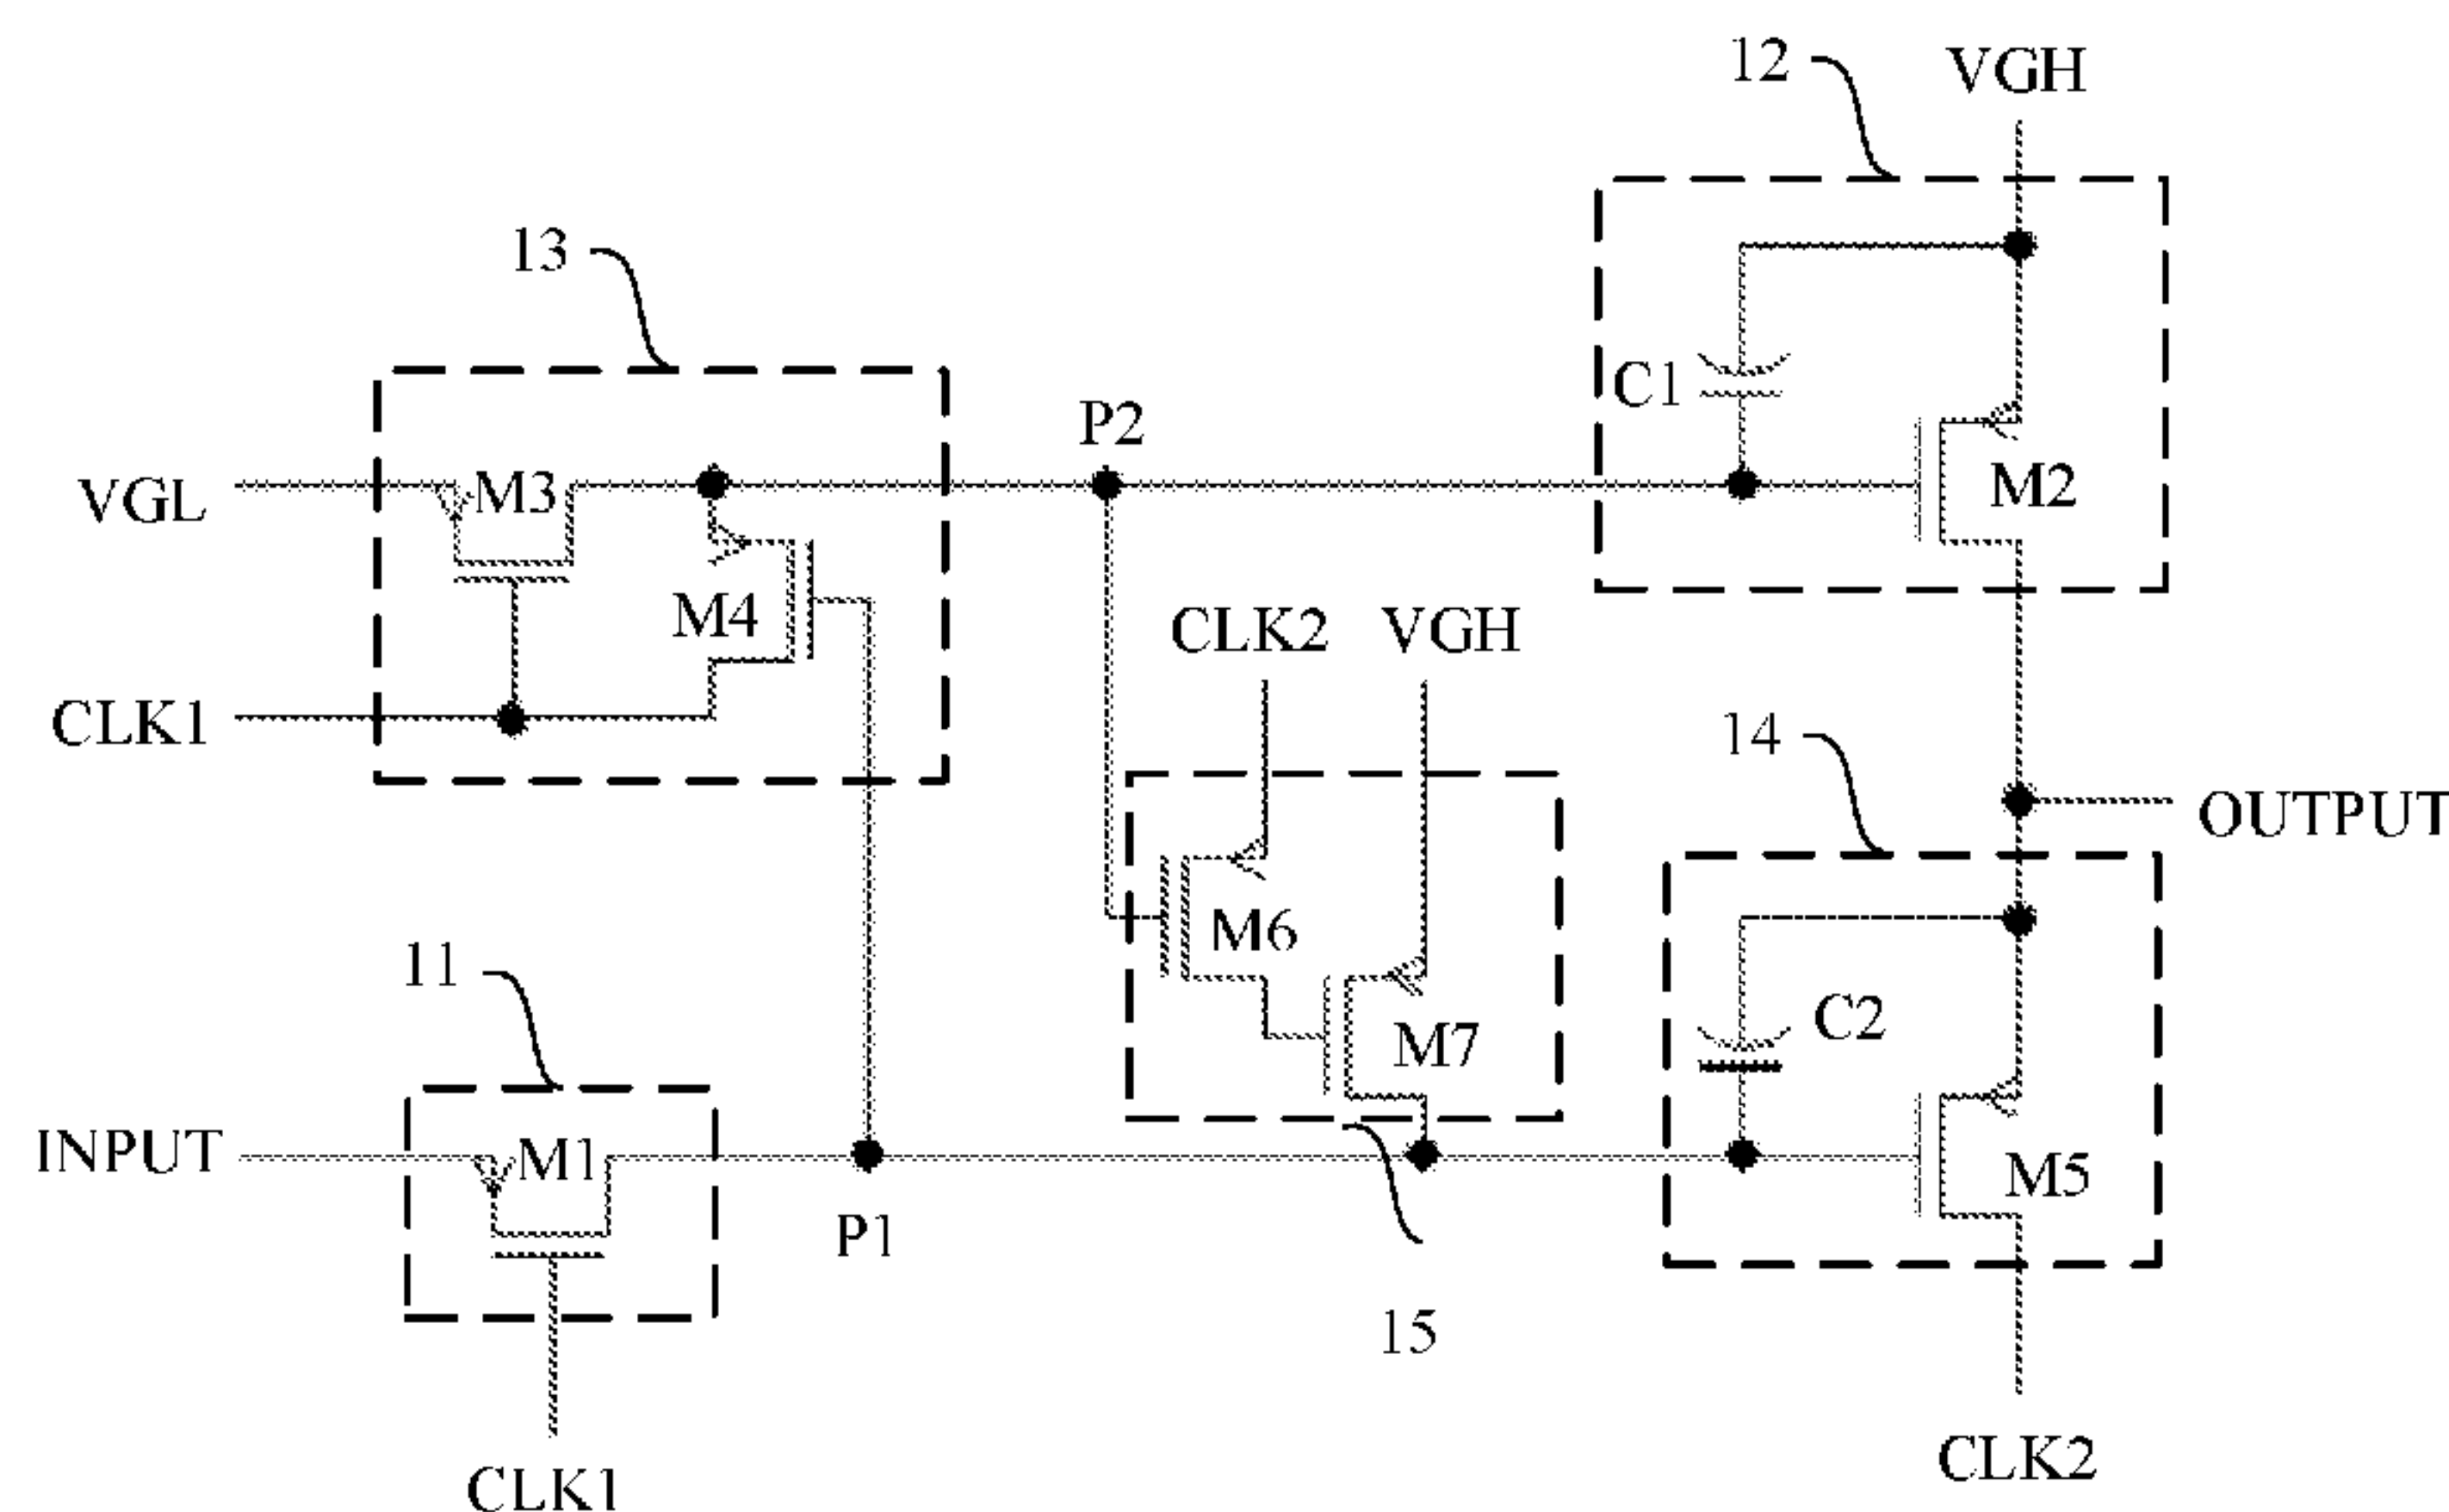 12
VGH
13
C1
P2
VGL
M3
M2
M4
CLK2
VGH
CLK1
14
OUTPUT
M6
11
C2
M7
INPUT
M1
M5
P1
15
CLK2
CLK1